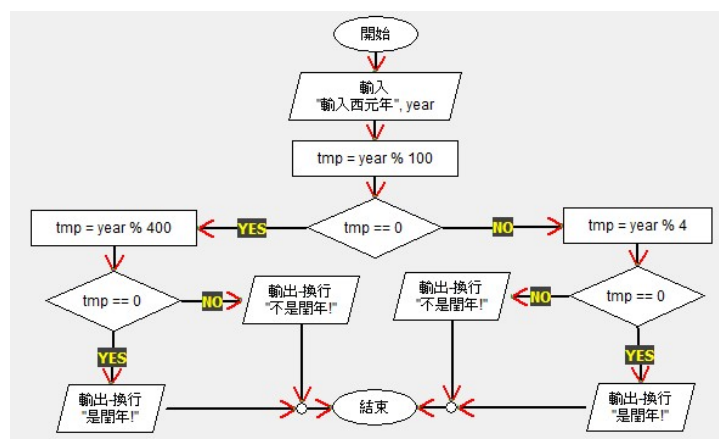 開始
輸入
"輸入西元年", year
tmp = year % 100
tmp == 0
YES
NO
tmp = year % 400
tmp = year % 4
tmp == 0
NO
輸出-換行
"不是閏年!"
輸出-換行
"不是閏年!"
NO
tmp == 0
YES
YES
輸出-換行
"是閏年!"
結束
輸出-換行
"是閏年!"